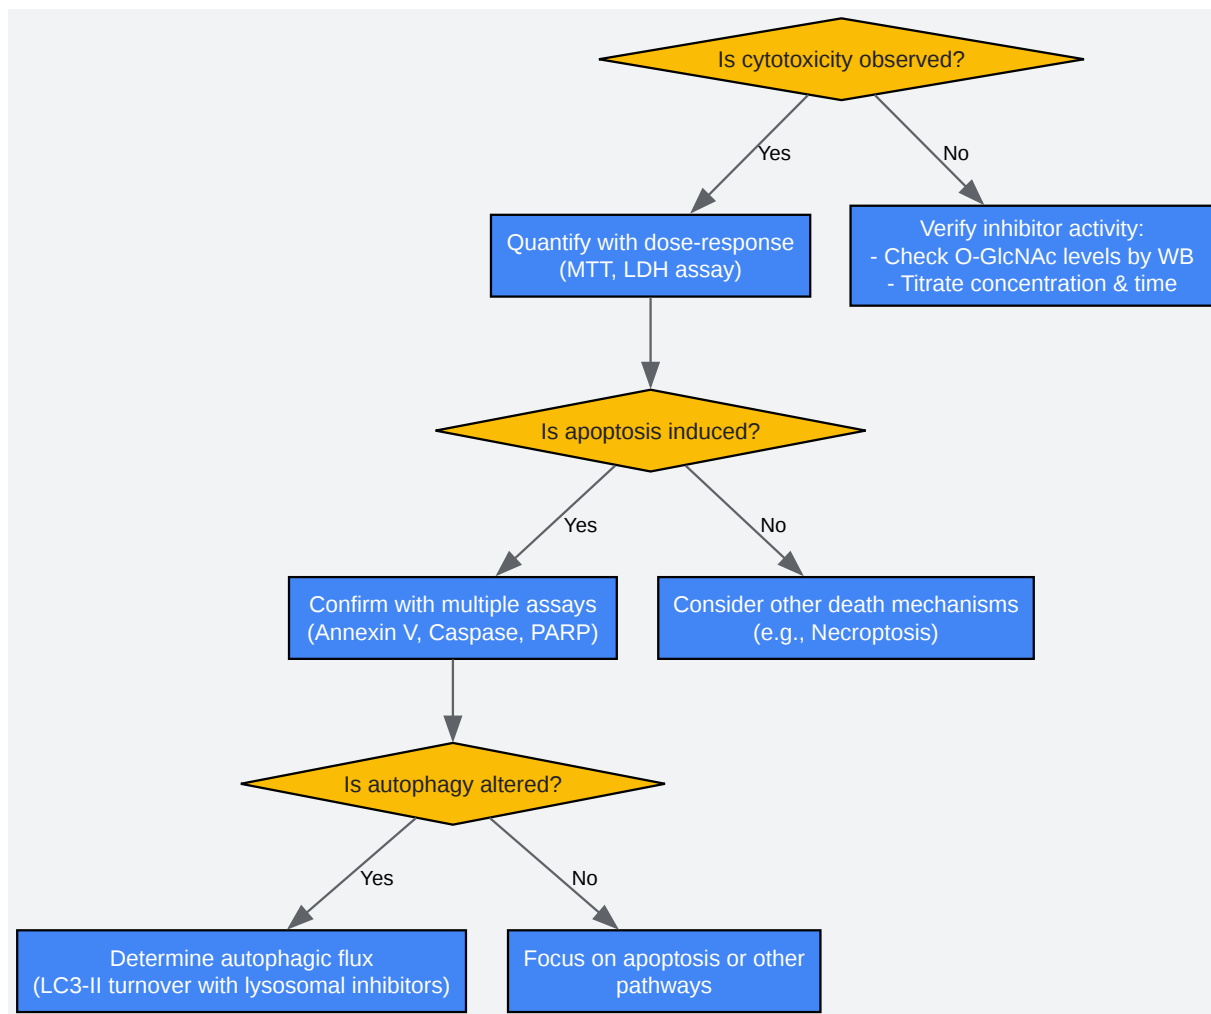 Is cytotoxicity observed?
Yes
No
Quantify with dose-response
(MTT, LDH assay)
Verify inhibitor activity:
- Check O-GlcNAc levels by WB
- Titrate concentration & time
Is apoptosis induced?
Yes
No
Confirm with multiple assays
(Annexin V, Caspase, PARP)
Consider other death mechanisms
(e.g., Necroptosis)
Is autophagy altered?
Yes
No
Determine autophagic flux
(LC3-II turnover with lysosomal inhibitors)
Focus on apoptosis or other
pathways